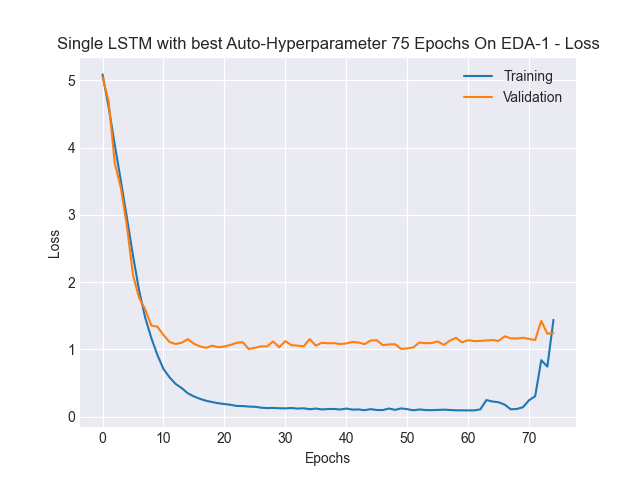 Single LSTM with best Auto-Hyperparameter 75 Epochs On EDA-1 - Loss
Training
Validation
5
4
3
2
1
0
Loss
0 10 20 30 40 50 60 70
Epochs